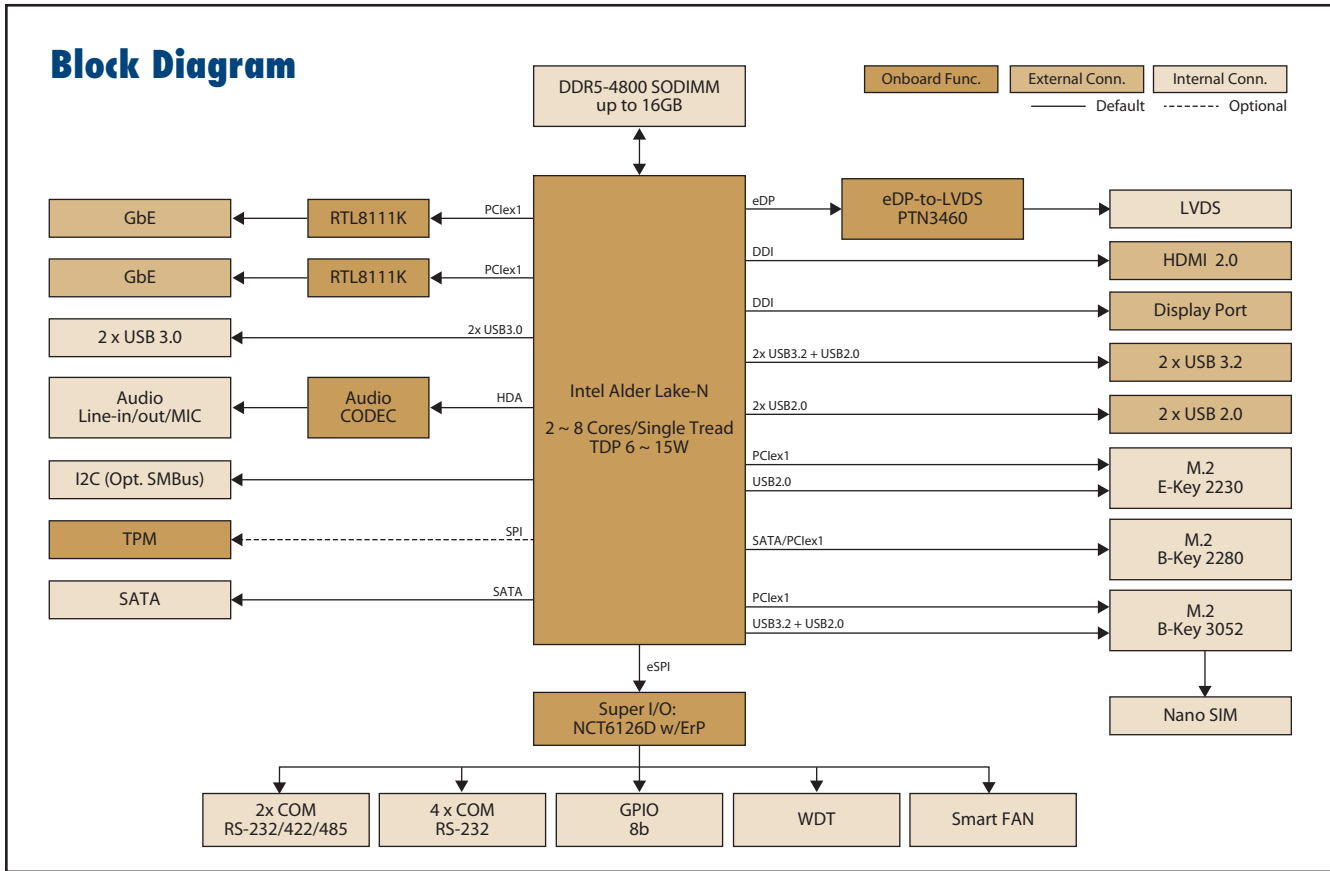 Block Diagram
DDR5-4800 SODIMM
up to 16GB
Onboard Func.
External Conn.
Internal Conn.
Default
Optional
GbE
RTL8111K
PCIex1
GbE
RTL8111K
PCIex1
2 x USB 3.0
2x USB3.0
Audio
Line-in/out/MIC
Audio
CODEC
HDA
I2C (Opt. SMBus)
TPM
SPI
SATA
SATA
Intel Alder Lake-N
2 ~ 8 Cores/Single Tread
TDP 6 ~ 15W
eDP
eDP-to-LVDS
PTN3460
LVDS
DDI
HDMI 2.0
DDI
Display Port
2x USB3.2 + USB2.0
2 x USB 3.2
2x USB2.0
2 x USB 2.0
PCIex1
USB2.0
M.2
E-Key 2230
SATA/PCIex1
M.2
B-Key 2280
PCIex1
USB3.2 + USB2.0
M.2
B-Key 3052
Nano SIM
eSPI
Super I/O:
NCT6126D w/ErP
2x COM
RS-232/422/485
4 x COM
RS-232
GPIO
8b
WDT
Smart FAN